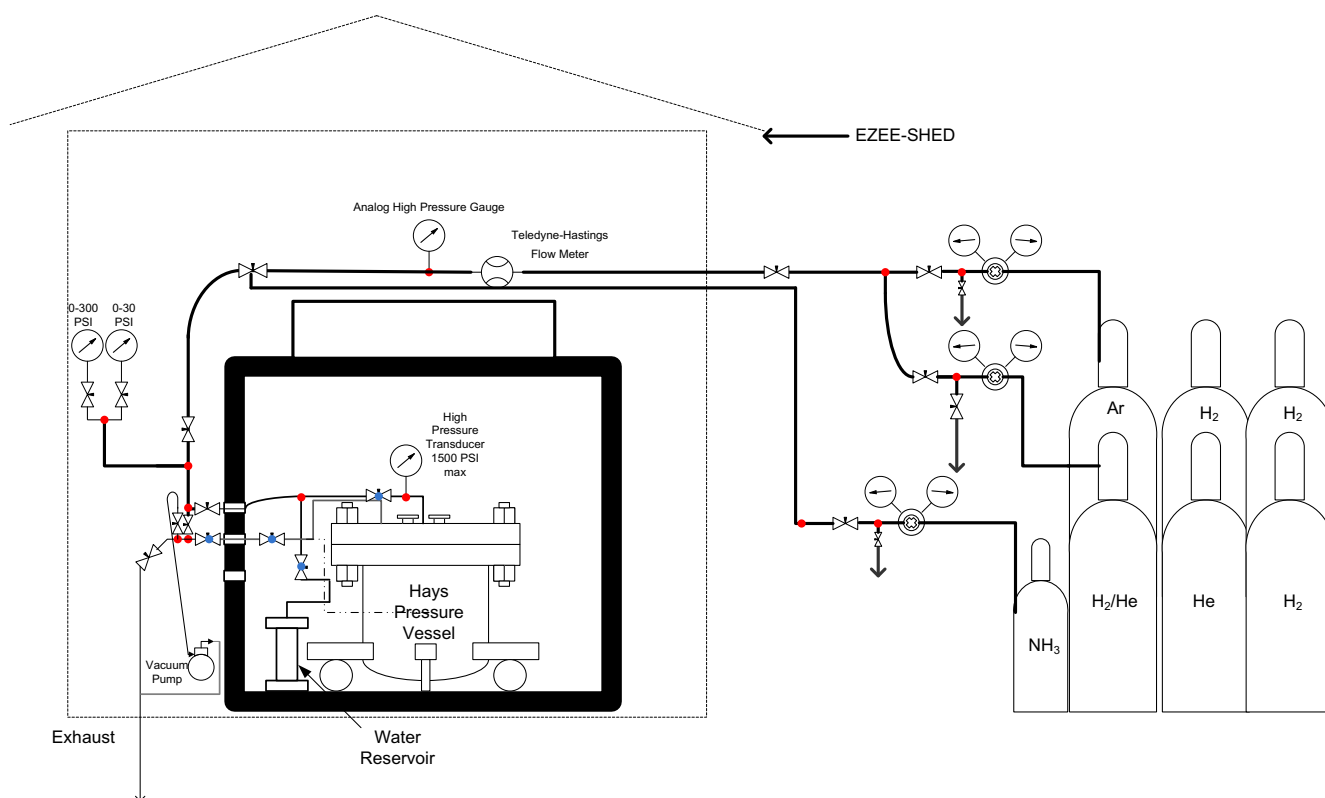 EZEE-SHED
Analog High Pressure Gauge
Teledyne-Hastings
Flow Meter
0-300
PSI
0-30
PSI
High
Pressure
Transducer
1500 PSI
max
Ar
H₂
H₂
Hays
Pressure
Vessel
H₂/He
He
H₂
NH₃
Vacuum
Pump
Exhaust
Water
Reservoir